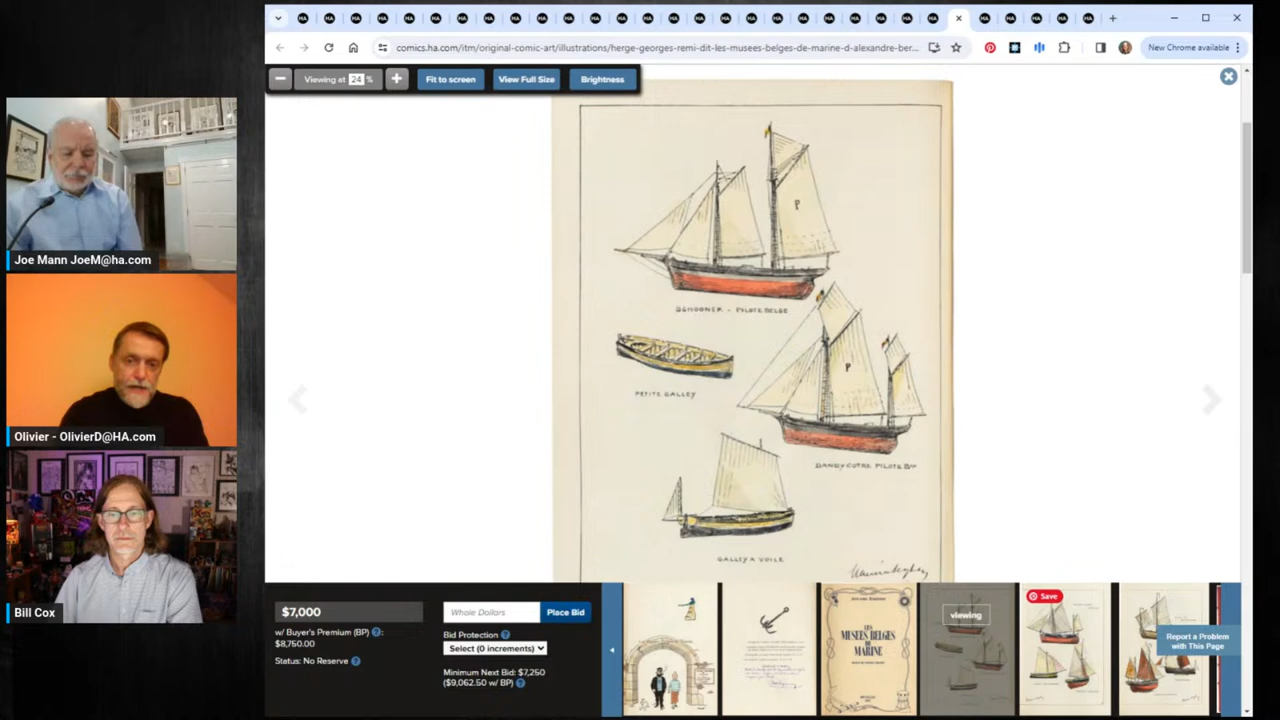 comics.ha.com/itm/original-comic-art/illustrations/herge-georges-remi-dit-les-musees-belges-de-marine-d-alexandre-ber...
New Chrome available
Viewing at 24 %
Fit to screen
View Full Size
Brightness
P
SCHOONER - PILOTE BELGE
PETITE GALLEY
P
DANDY COTRE PILOTE
GALLEY A VOILE
Joe Mann JoeM@ha.com
Olivier - OlivierD@HA.com
Bill Cox
$7,000
w/ Buyer's Premium (BP) ?:
$8,750.00
Status: No Reserve ?
Whole Dollars
Place Bid
Bid Protection ?
Select (0 increments)
Minimum Next Bid: $7,250
($9,062.50 w/ BP) ?
LES
MUSEES BELGES
DE
MARINE
viewing
Save
Report a Problem
with This Page